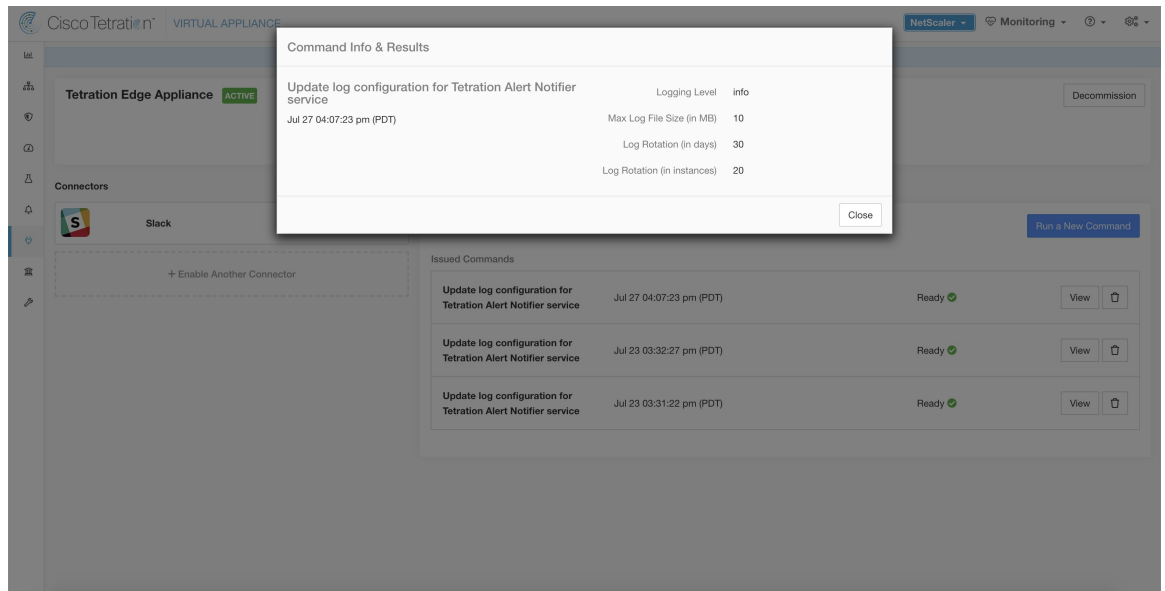 Cisco Tetration™ VIRTUAL APPLIANCE
NetScaler
Monitoring
Command Info & Results
Update log configuration for Tetration Alert Notifier
service
Jul 27 04:07:23 pm (PDT)
Logging Level info
Max Log File Size (in MB) 10
Log Rotation (in days) 30
Log Rotation (in instances) 20
Close
Tetration Edge Appliance ACTIVE
Decommission
Connectors
S
Slack
+ Enable Another Connector
Run a New Command
Issued Commands
Update log configuration for
Tetration Alert Notifier service
Jul 27 04:07:23 pm (PDT)
Ready
View
Update log configuration for
Tetration Alert Notifier service
Jul 23 03:32:27 pm (PDT)
Ready
View
Update log configuration for
Tetration Alert Notifier service
Jul 23 03:31:22 pm (PDT)
Ready
View